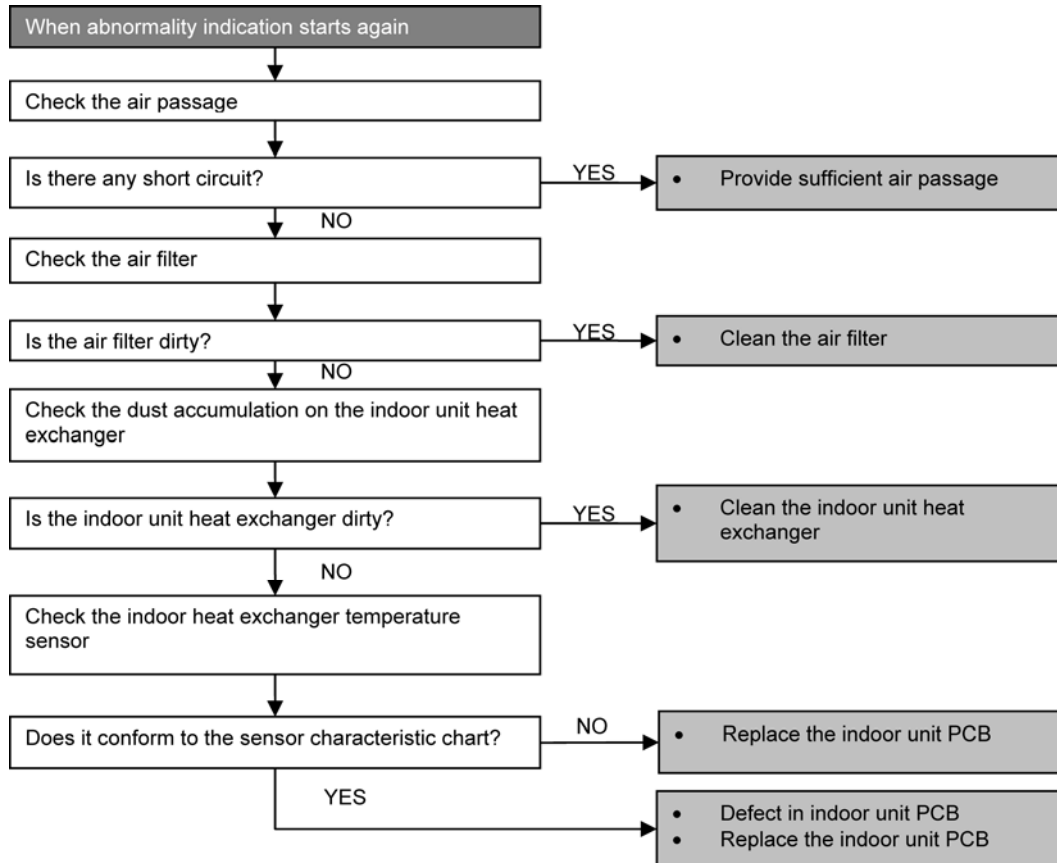 When abnormality indication starts again
Check the air passage
Is there any short circuit?
YES
• Provide sufficient air passage
NO
Check the air filter
Is the air filter dirty?
YES
• Clean the air filter
NO
Check the dust accumulation on the indoor unit heat
exchanger
Is the indoor unit heat exchanger dirty?
YES
• Clean the indoor unit heat
exchanger
NO
Check the indoor heat exchanger temperature
sensor
Does it conform to the sensor characteristic chart?
NO
• Replace the indoor unit PCB
YES
• Defect in indoor unit PCB
• Replace the indoor unit PCB